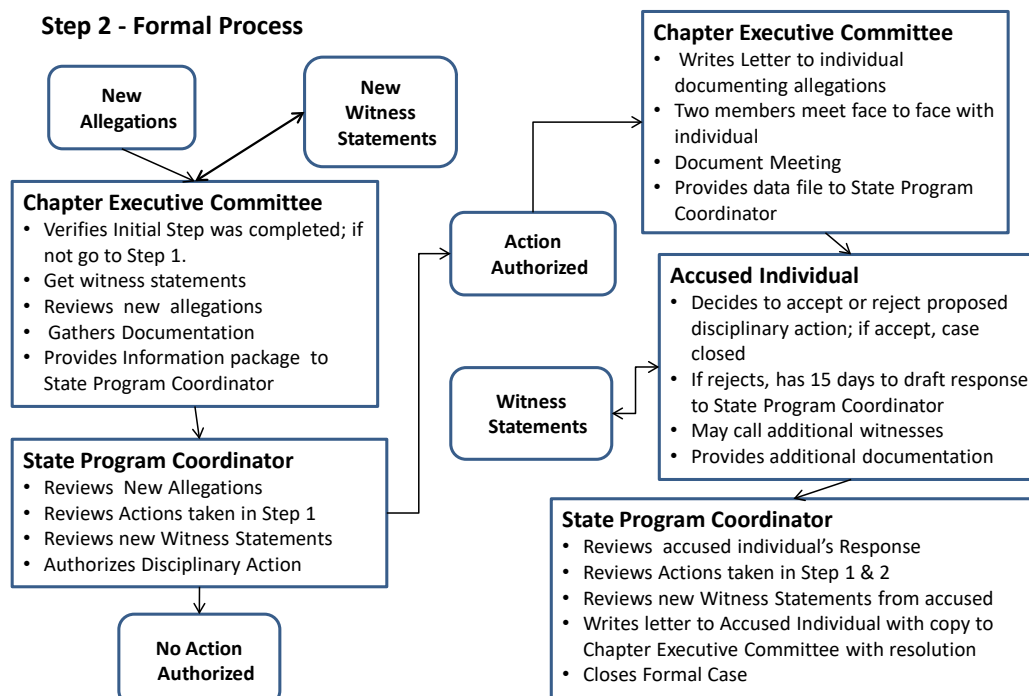 Step 2 - Formal Process
New
Allegations
New
Witness
Statements
Chapter Executive Committee
• Verifies Initial Step was completed; if
not go to Step 1.
• Get witness statements
• Reviews new allegations
• Gathers Documentation
• Provides Information package to
State Program Coordinator
State Program Coordinator
• Reviews New Allegations
• Reviews Actions taken in Step 1
• Reviews new Witness Statements
• Authorizes Disciplinary Action
No Action
Authorized
Action
Authorized
Chapter Executive Committee
• Writes Letter to individual
documenting allegations
• Two members meet face to face with
individual
• Document Meeting
• Provides data file to State Program
Coordinator
Accused Individual
• Decides to accept or reject proposed
disciplinary action; if accept, case
closed
• If rejects, has 15 days to draft response
to State Program Coordinator
• May call additional witnesses
• Provides additional documentation
Witness
Statements
State Program Coordinator
• Reviews accused individual’s Response
• Reviews Actions taken in Step 1 & 2
• Reviews new Witness Statements from accused
• Writes letter to Accused Individual with copy to
Chapter Executive Committee with resolution
• Closes Formal Case